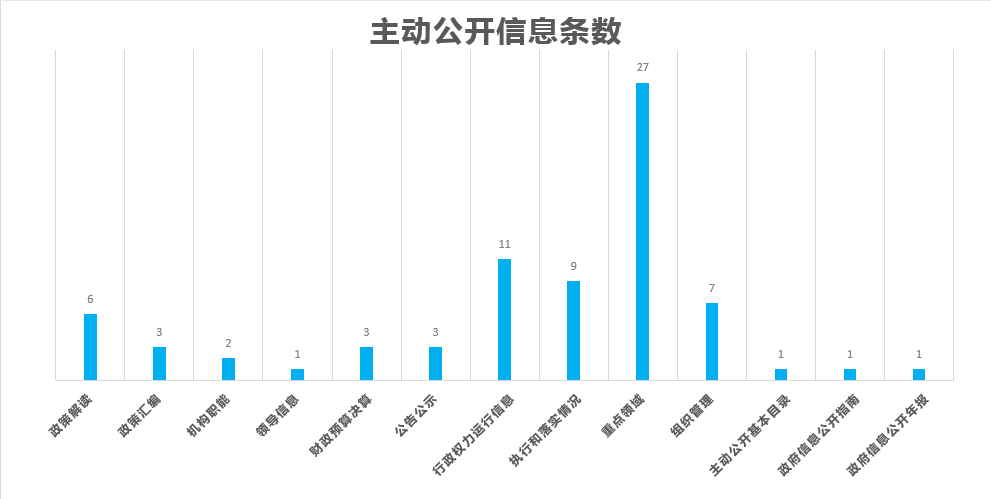 主动公开信息条数
6
3
2
1
3
3
11
9
27
7
1
1
1
政策解读
政策汇编
机构职能
领导信息
财政预算决算
公告公示
行政权力运行信息
执行和落实情况
重点领域
组织管理
主动公开基本目录
政府信息公开指南
政府信息公开年报